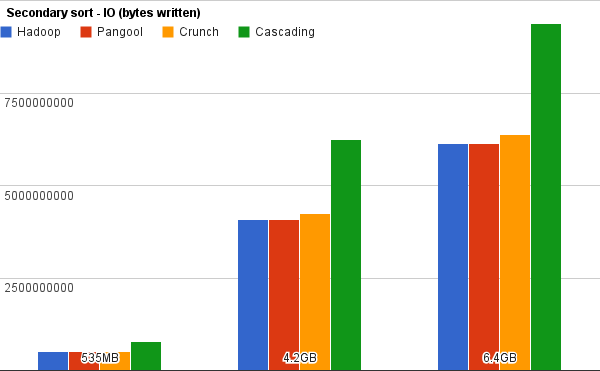 Secondary sort - IO (bytes written)
Hadoop Pangool Crunch Cascading
7500000000
5000000000
2500000000
535MB 4.2GB 6.4GB